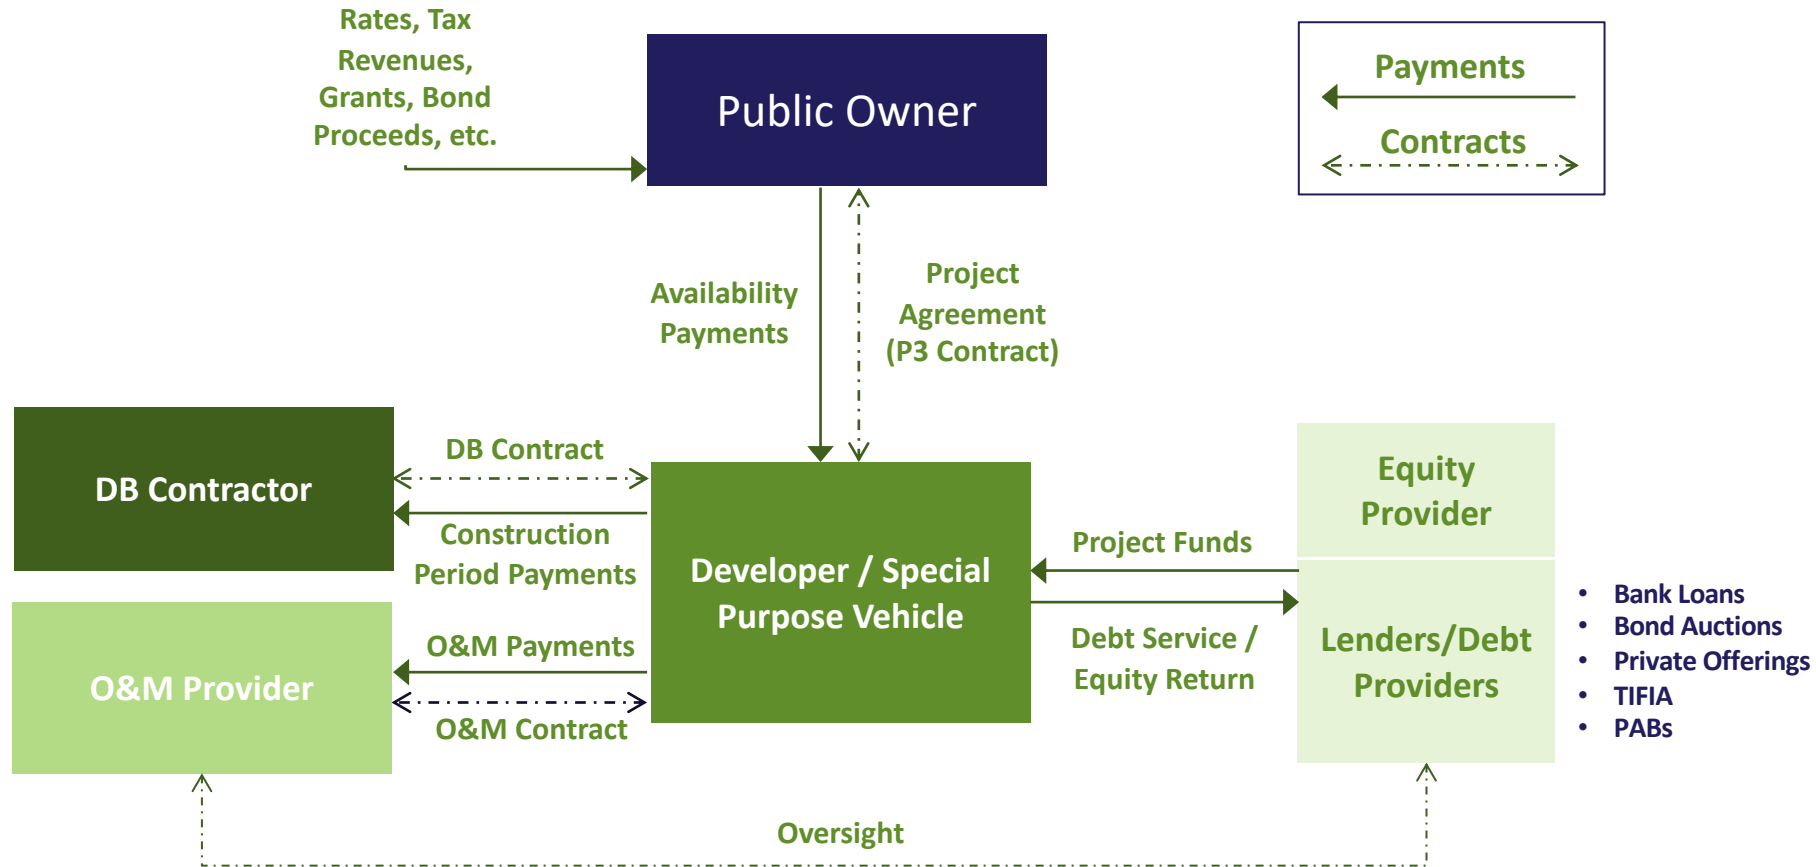 Rates, Tax
Revenues,
Grants, Bond
Proceeds, etc.
Public Owner
Payments
Contracts
Availability
Payments
Project
Agreement
(P3 Contract)
DB Contractor
DB Contract
Construction
Period Payments
Developer / Special
Purpose Vehicle
Equity
Provider
Project Funds
Debt Service /
Equity Return
Lenders/Debt
Providers
• Bank Loans
• Bond Auctions
• Private Offerings
• TIFIA
• PABs
O&M Provider
O&M Payments
O&M Contract
Oversight